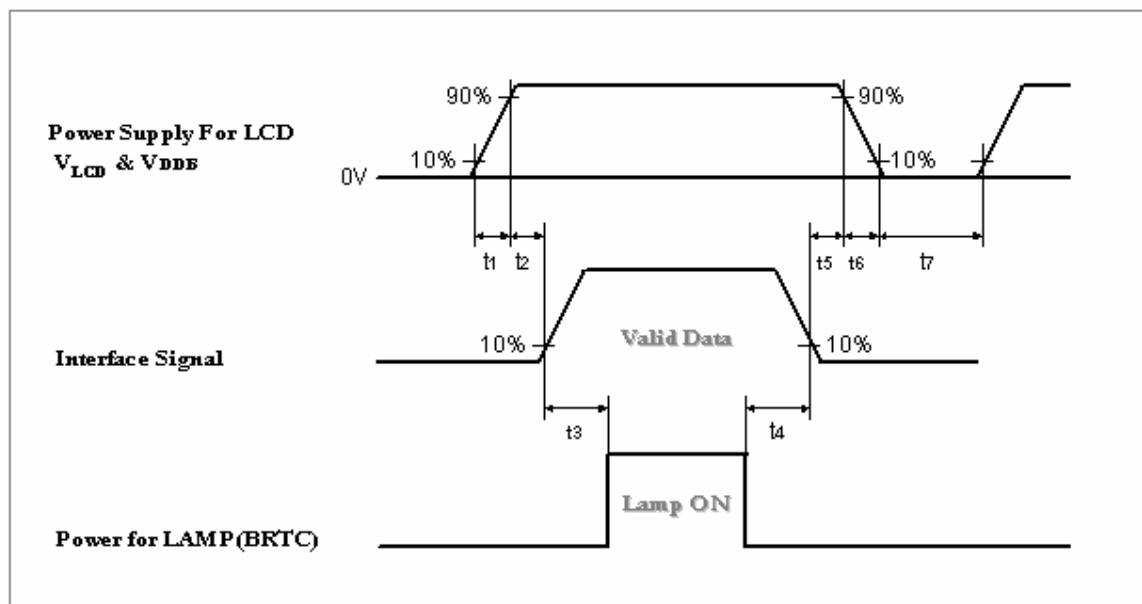 90%
90%
Power Supply For LCD
VLCD & VDDB
10%
10%
0V
t1
t2
t5
t6
t7
Valid Data
10%
10%
Interface Signal
t3
t4
Lamp ON
Power for LAMP(BRTC)